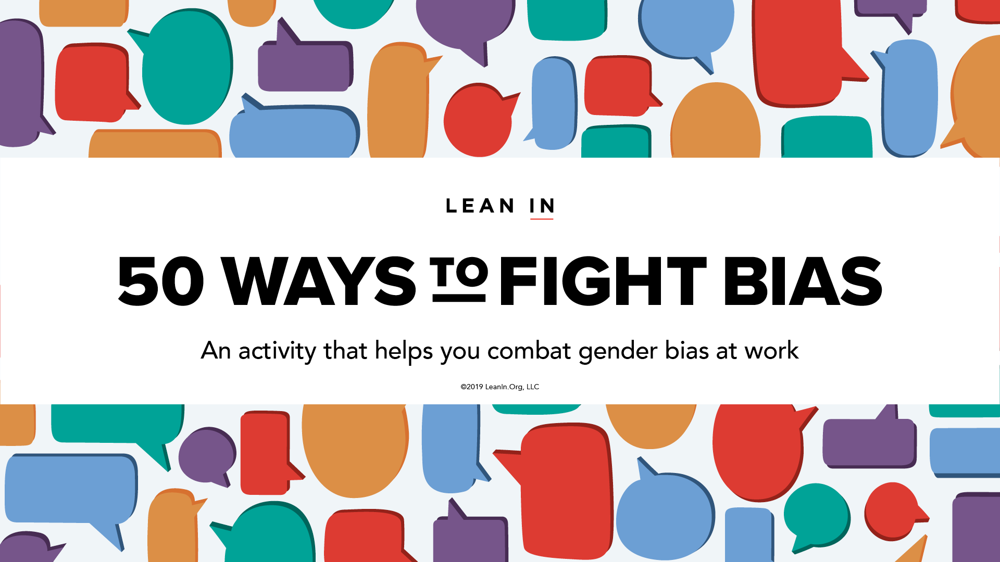 LEAN IN
50 WAYS TO FIGHT BIAS
An activity that helps you combat gender bias at work
©2019 LeanIn.Org, LLC